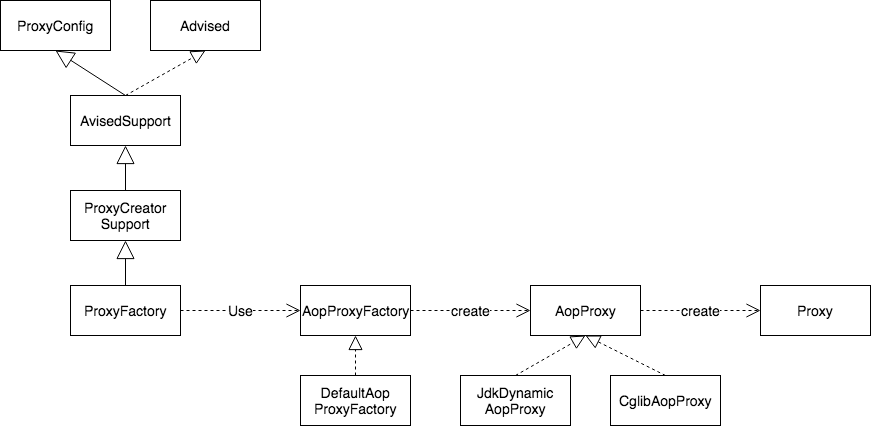 ProxyConfig
Advised
AvisedSupport
ProxyCreator
Support
ProxyFactory
Use
AopProxyFactory
create
AopProxy
create
Proxy
DefaultAop
ProxyFactory
JdkDynamic
AopProxy
CglibAopProxy